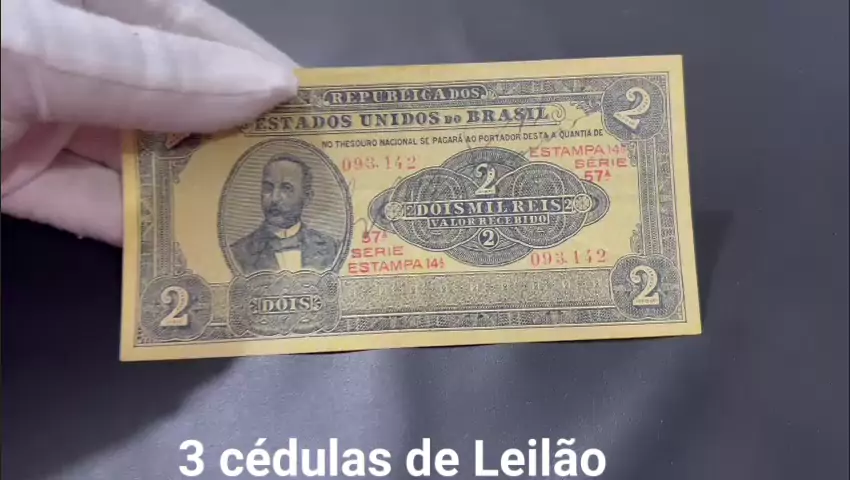 REPUBLICA DOS
ESTADOS UNIDOS DO BRASIL
NO THESOURO NACIONAL SE PAGARÁ AO PORTADOR DESTA A QUANTIA DE
2
093.142
ESTAMPA 14ª
SÉRIE
57ª
2
2 DOIS MIL REIS 2
VALOR RECEBIDO
2
57ª
SÉRIE
ESTAMPA 14ª
093.142
2
DOIS
2
3 cédulas de Leilão